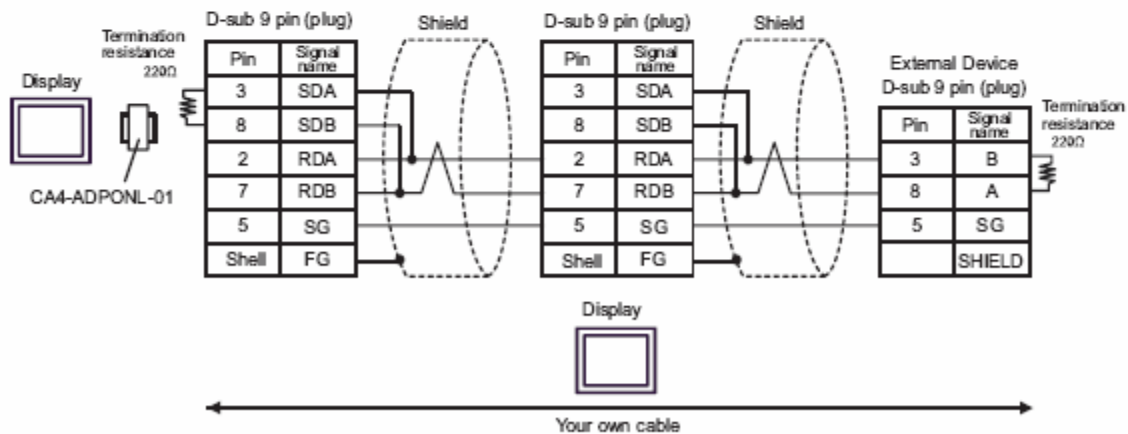 D-sub 9 pin (plug)
Shield
D-sub 9 pin (plug)
Shield
Termination
resistance
220Ω
Display
CA4-ADPONL-01
Pin Signal name
3 SDA
8 SDB
2 RDA
7 RDB
5 SG
Shell FG
Pin Signal name
3 SDA
8 SDB
2 RDA
7 RDB
5 SG
Shell FG
External Device
D-sub 9 pin (plug)
Pin Signal name
3 B
8 A
5 SG
SHIELD
Termination
resistance
220Ω
Display
Your own cable